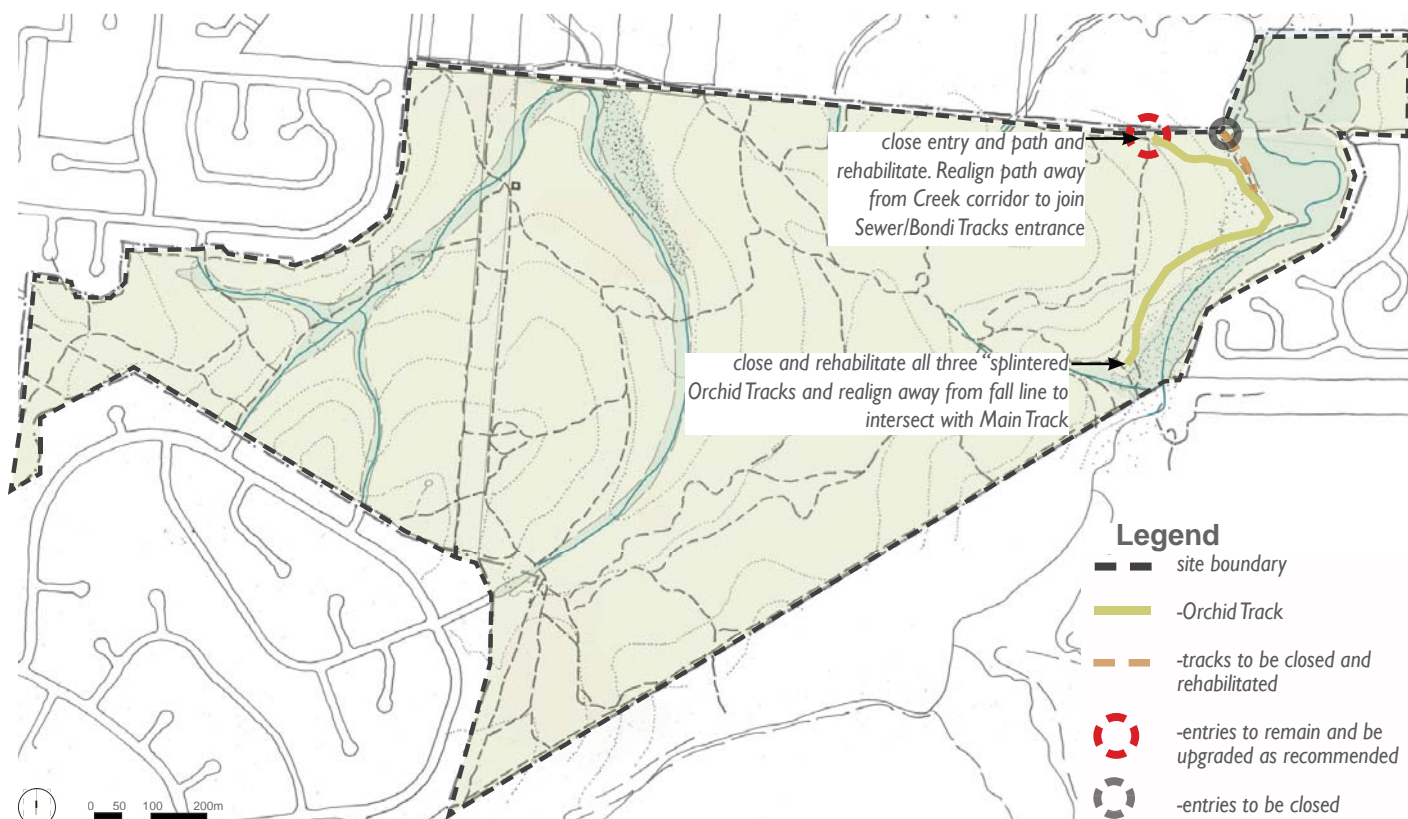 close entry and path and
rehabilitate. Realign path away
from Creek corridor to join
Sewer/Bondi Tracks entrance
close and rehabilitate all three “splintered
Orchid Tracks and realign away from fall line to
intersect with Main Track
Legend
site boundary
-Orchid Track
-tracks to be closed and
rehabilitated
-entries to remain and be
upgraded as recommended
-entries to be closed
0 50 100 200m